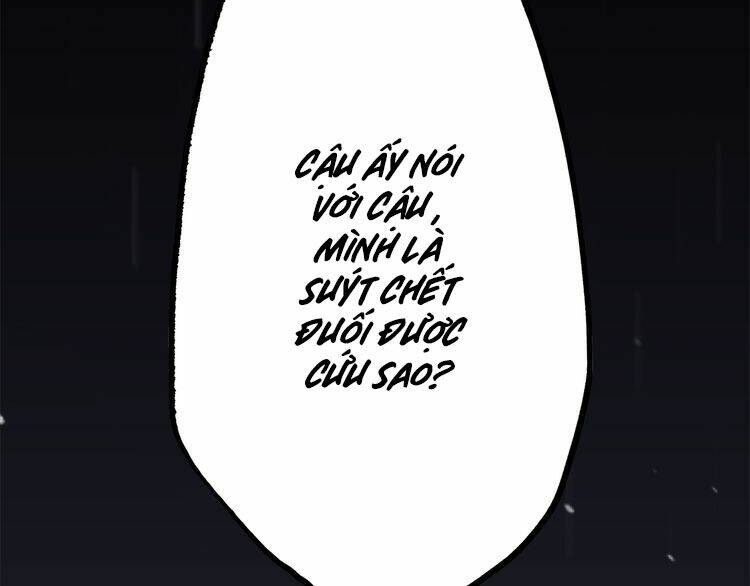 CẬU ẤY NÓI
VỚI CẬU,
MÌNH LÀ
SUÝT CHẾT
ĐUỐI ĐƯỢC
CỨU SAO?